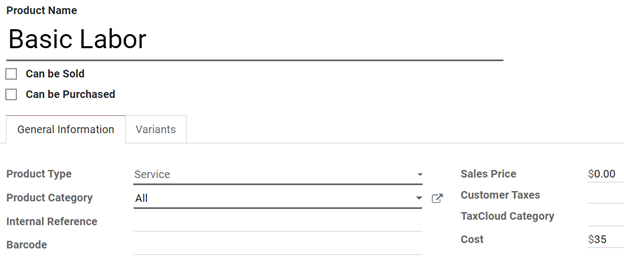 Product Name
Basic Labor
Can be Sold
Can be Purchased
General Information Variants
Product Type Service Sales Price $0.00
Product Category All Customer Taxes
Internal Reference TaxCloud Category
Barcode Cost $35